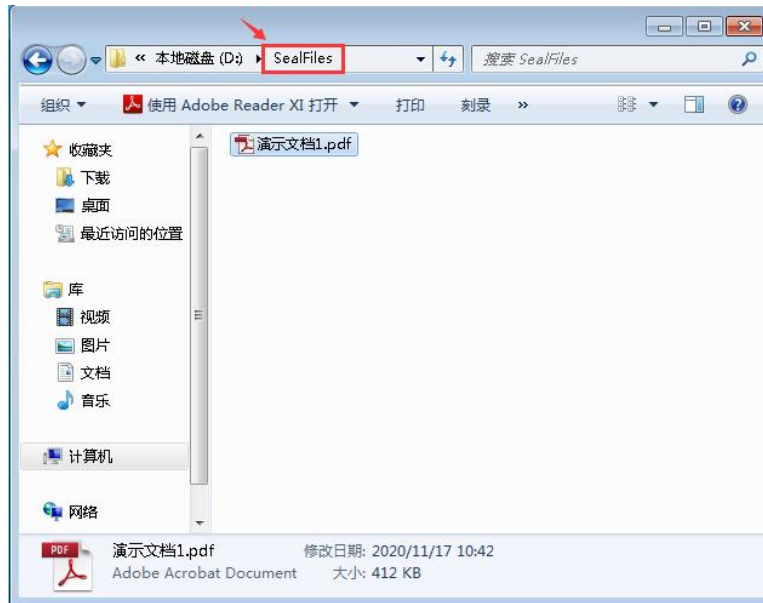 « 本地磁盘 (D:) ▸ SealFiles
搜索 SealFiles
组织 ▼ 使用 Adobe Reader XI 打开 ▼ 打印 刻录 »
收藏夹
下载
桌面
最近访问的位置
库
视频
图片
文档
音乐
计算机
网络
演示文档1.pdf
PDF
演示文档1.pdf 修改日期: 2020/11/17 10:42
Adobe Acrobat Document 大小: 412 KB